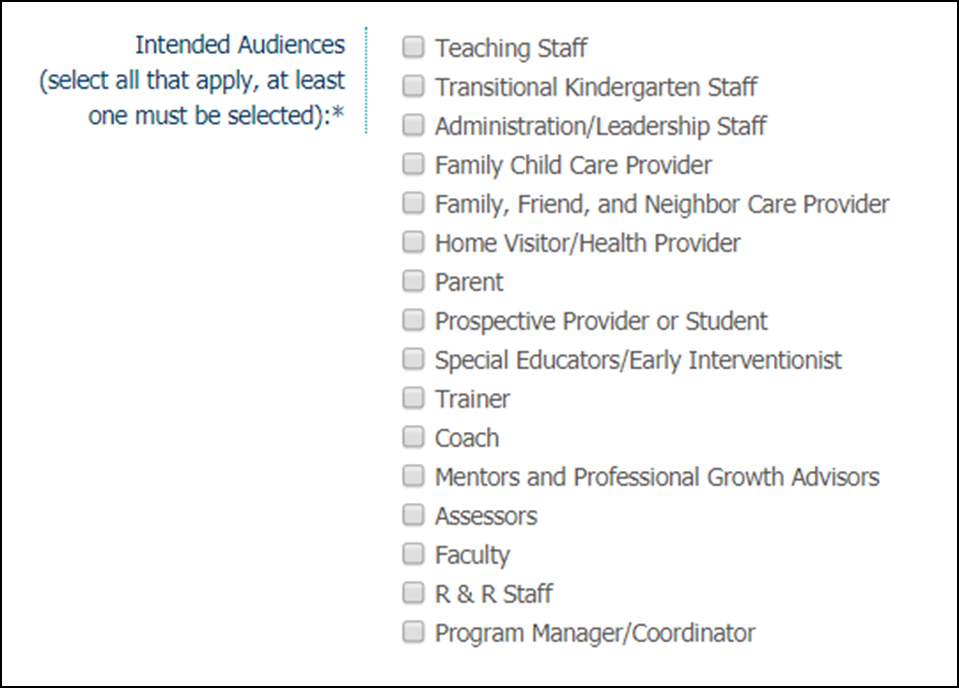 Intended Audiences
(select all that apply, at least
one must be selected):*
Teaching Staff
Transitional Kindergarten Staff
Administration/Leadership Staff
Family Child Care Provider
Family, Friend, and Neighbor Care Provider
Home Visitor/Health Provider
Parent
Prospective Provider or Student
Special Educators/Early Interventionist
Trainer
Coach
Mentors and Professional Growth Advisors
Assessors
Faculty
R & R Staff
Program Manager/Coordinator